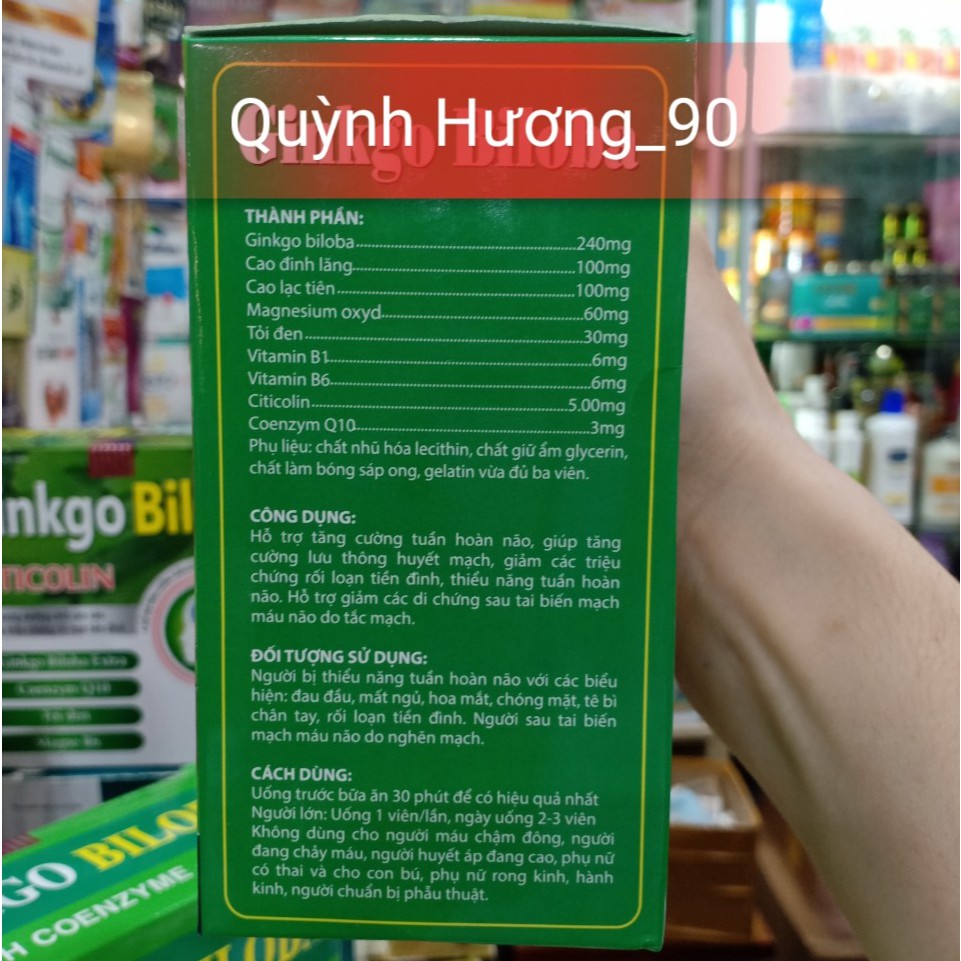 Quỳnh Hương_90
Ginkgo Biloba
THÀNH PHẦN:
Ginkgo biloba..........240mg
Cao đinh lăng..........100mg
Cao lạc tiên..........100mg
Magnesium oxyd..........60mg
Tỏi đen..........30mg
Vitamin B1..........6mg
Vitamin B6..........6mg
Citicolin..........5.00mg
Coenzym Q10..........3mg
Phụ liệu: chất nhũ hóa lecithin, chất giữ ẩm glycerin,
chất làm bóng sáp ong, gelatin vừa đủ ba viên.
CÔNG DỤNG:
Hỗ trợ tăng cường tuần hoàn não, giúp tăng
cường lưu thông huyết mạch, giảm các triệu
chứng rối loạn tiền đình, thiểu năng tuần hoàn
não. Hỗ trợ giảm các di chứng sau tai biến mạch
máu não do tắc mạch.
ĐỐI TƯỢNG SỬ DỤNG:
Người bị thiểu năng tuần hoàn não với các biểu
hiện: đau đầu, mất ngủ, hoa mắt, chóng mặt, tê bì
chân tay, rối loạn tiền đình. Người sau tai biến
mạch máu não do nghẽn mạch.
CÁCH DÙNG:
Uống trước bữa ăn 30 phút để có hiệu quả nhất
Người lớn: Uống 1 viên/lần, ngày uống 2-3 viên
Không dùng cho người máu chậm đông, người
đang chảy máu, người huyết áp đang cao, phụ nữ
có thai và cho con bú, phụ nữ rong kinh, hành
kinh, người chuẩn bị phẫu thuật.
nkgo Bil
TICOLIN
Ginkgo Biloba Extra
Coenzym Q10
Tỏi đen
GO BILO
H COENZYME